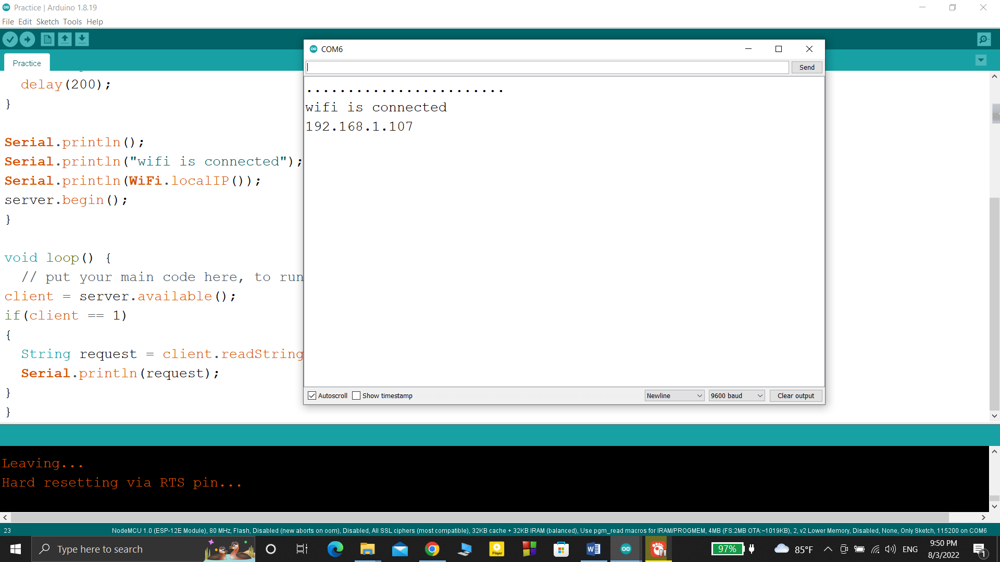 Practice | Arduino 1.8.19
File Edit Sketch Tools Help
Practice
delay(200);
}
Serial.println();
Serial.println("wifi is connected");
Serial.println(WiFi.localIP());
server.begin();
}
void loop() {
// put your main code here, to run
client = server.available();
if(client == 1)
{
String request = client.readString
Serial.println(request);
}
}
COM6
Send
........................
wifi is connected
192.168.1.107
Autoscroll Show timestamp Newline 9600 baud Clear output
Leaving...
Hard resetting via RTS pin...
23 NodeMCU 1.0 (ESP-12E Module), 80 MHz, Flash, Disabled (new aborts on oom), Disabled, All SSL ciphers (most compatible), 32KB cache + 32KB IRAM (balanced), Use pgm_read macros for IRAM/PROGMEM, 4MB (FS:2MB OTA:~1019KB), 2, v2 Lower Memory, Disabled, None, Only Sketch, 115200 on COM6
Type here to search Player 97% 85°F ENG 9:50 PM
8/3/2022 1